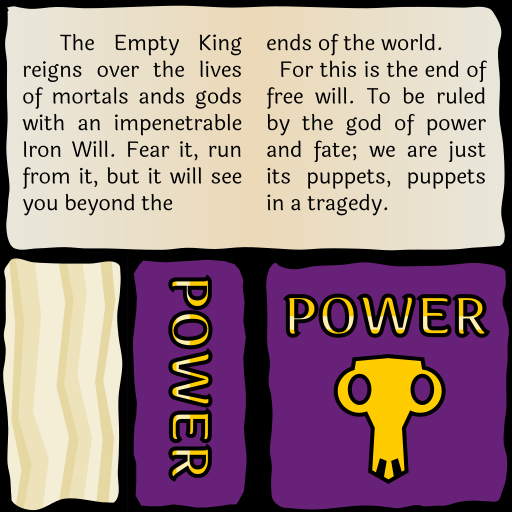 The Empty King
reigns over the lives
of mortals ands gods
with an impenetrable
Iron Will. Fear it, run
from it, but it will see
you beyond the
ends of the world.
For this is the end of
free will. To be ruled
by the god of power
and fate; we are just
its puppets, puppets
in a tragedy.
POWER
POWER